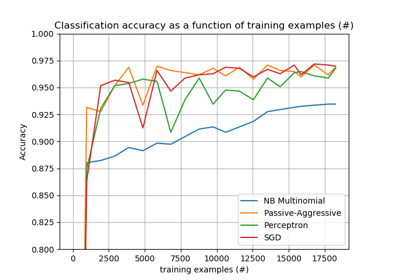 Classification accuracy as a function of training examples (#)
1.000
0.975
0.950
0.925
0.900
0.875
0.850
0.825
0.800
Accuracy
NB Multinomial
Passive-Aggressive
Perceptron
SGD
0 2500 5000 7500 10000 12500 15000 17500
training examples (#)